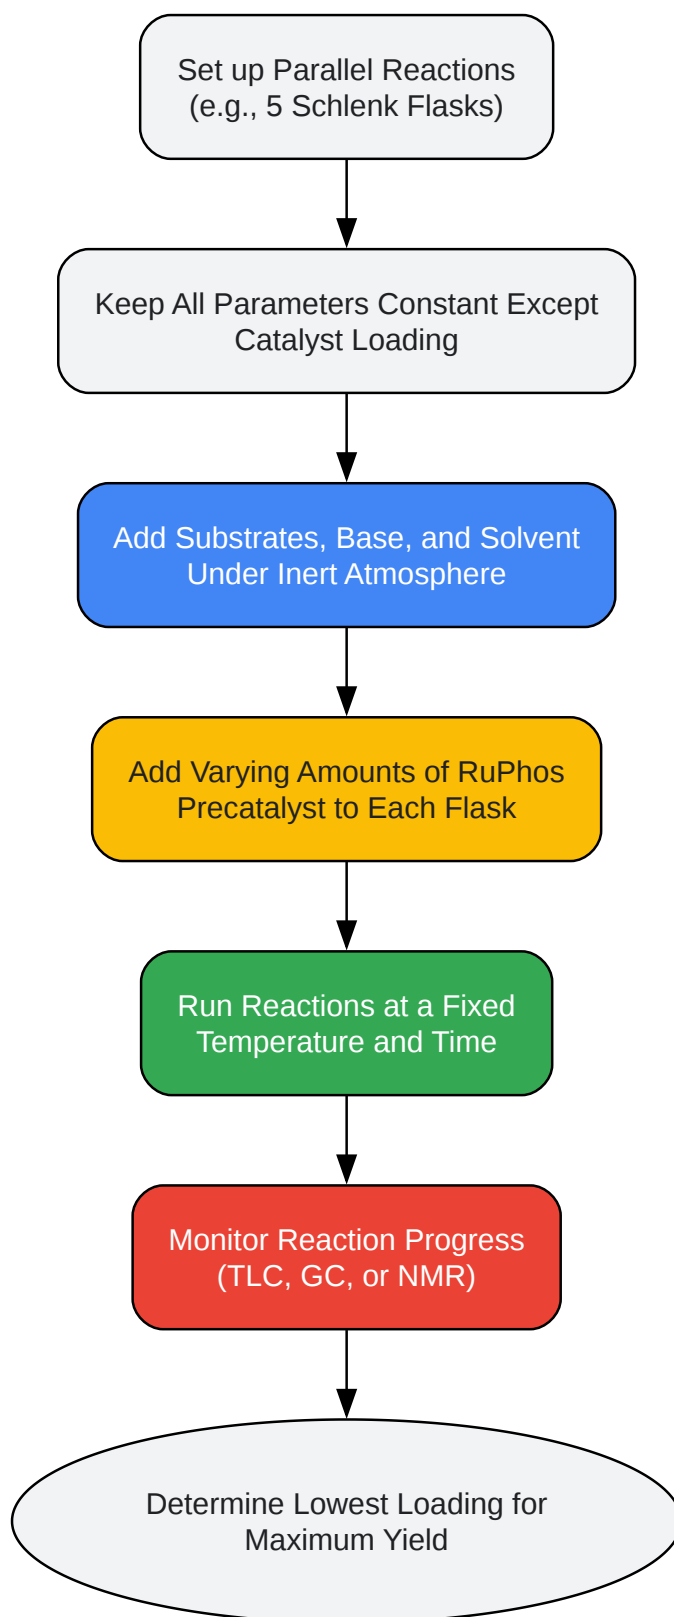 Set up Parallel Reactions
(e.g., 5 Schlenk Flasks)
Keep All Parameters Constant Except
Catalyst Loading
Add Substrates, Base, and Solvent
Under Inert Atmosphere
Add Varying Amounts of RuPhos
Precatalyst to Each Flask
Run Reactions at a Fixed
Temperature and Time
Monitor Reaction Progress
(TLC, GC, or NMR)
Determine Lowest Loading for
Maximum Yield